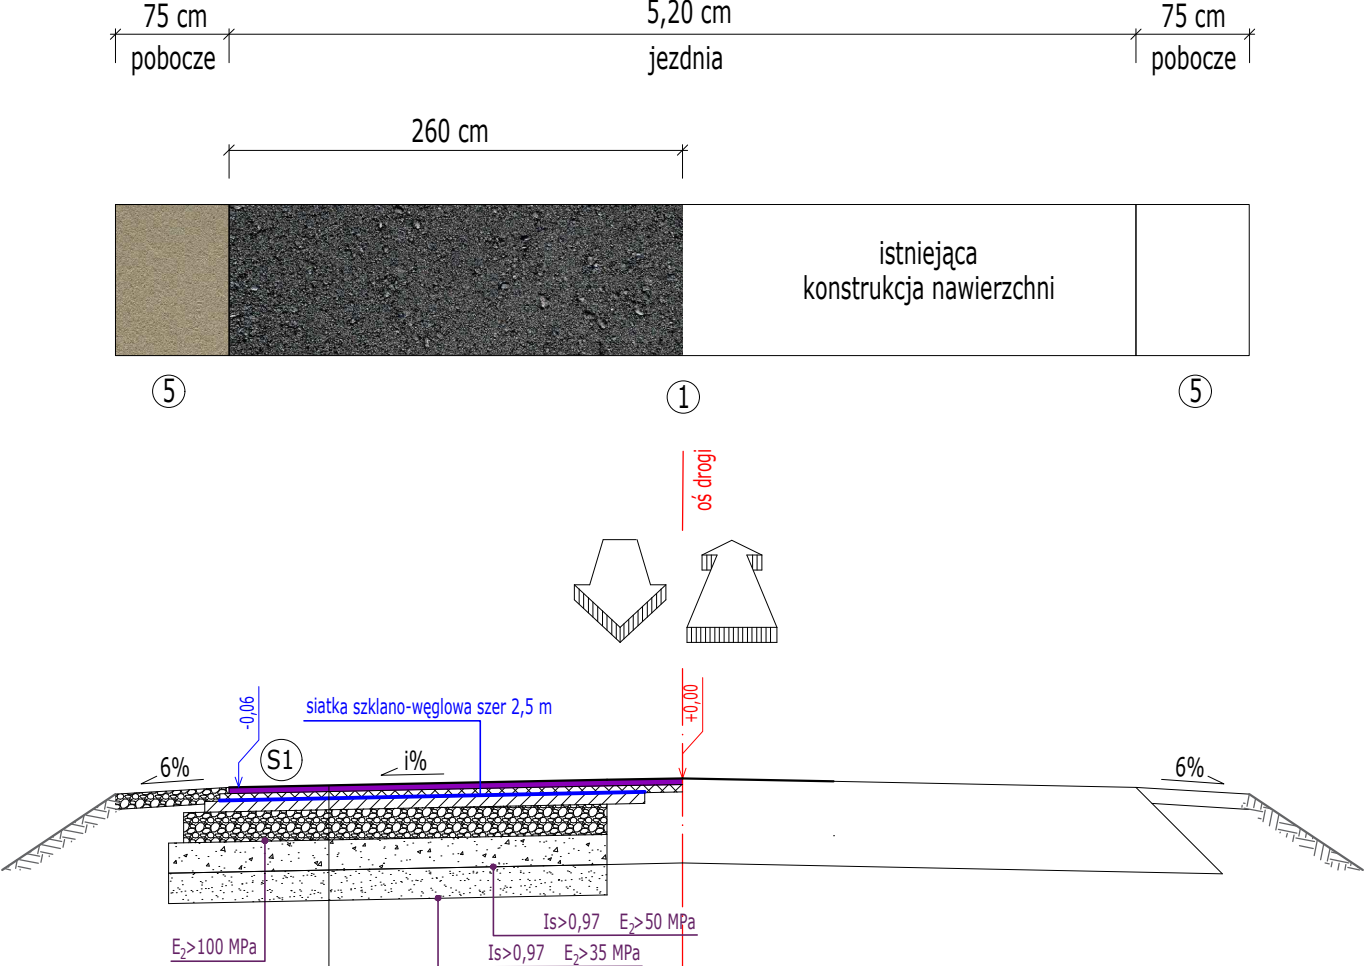 75 cm
5,20 cm
75 cm
pobocze
jezdnia
pobocze
260 cm
istniejąca
konstrukcja nawierzchni
5
1
5
oś drogi
-0,06
siatka szklano-węglowa szer 2,5 m
+0,00
S1
6%
i%
6%
Is>0,97 E₂>50 MPa
E₂>100 MPa
Is>0,97 E₂>35 MPa